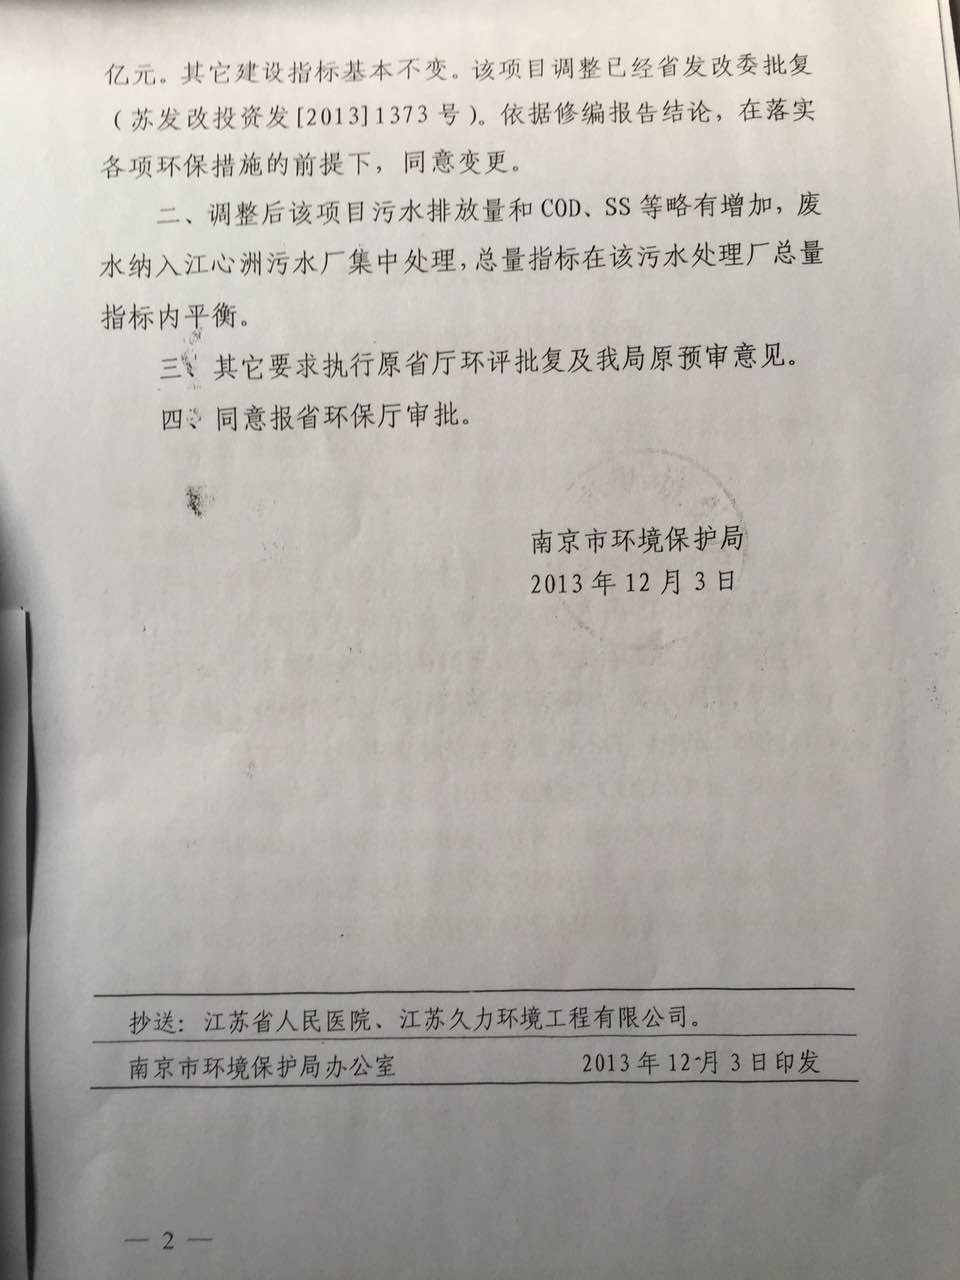 亿元。其它建设指标基本不变。该项目调整已经省发改委批复
（苏发改投资发[2013]1373号）。依据修编报告结论，在落实
各项环保措施的前提下，同意变更。
二、调整后该项目污水排放量和COD、SS等略有增加，废
水纳入江心洲污水厂集中处理，总量指标在该污水处理厂总量
指标内平衡。
三、其它要求执行原省厅环评批复及我局原预审意见。
四、同意报省环保厅审批。
南京市环境保护局
2013年12月3日
抄送：江苏省人民医院、江苏久力环境工程有限公司。
南京市环境保护局办公室 2013年12月3日印发
— 2 —